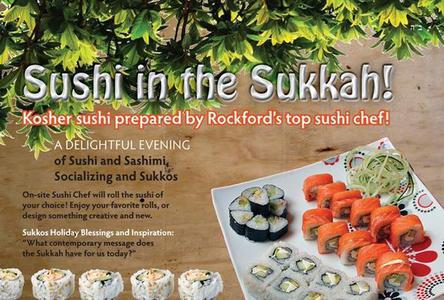 Sushi in the Sukkah!
Kosher sushi prepared by Rockford's top sushi chef!
A DELIGHTFUL EVENING
of Sushi and Sashimi,
Socializing and Sukkos
On-site Sushi Chef will roll the sushi of
your choice! Enjoy your favorite rolls, or
design something creative and new.
Sukkos Holiday Blessings and Inspiration:
"What contemporary message does
the Sukkah have for us today?"